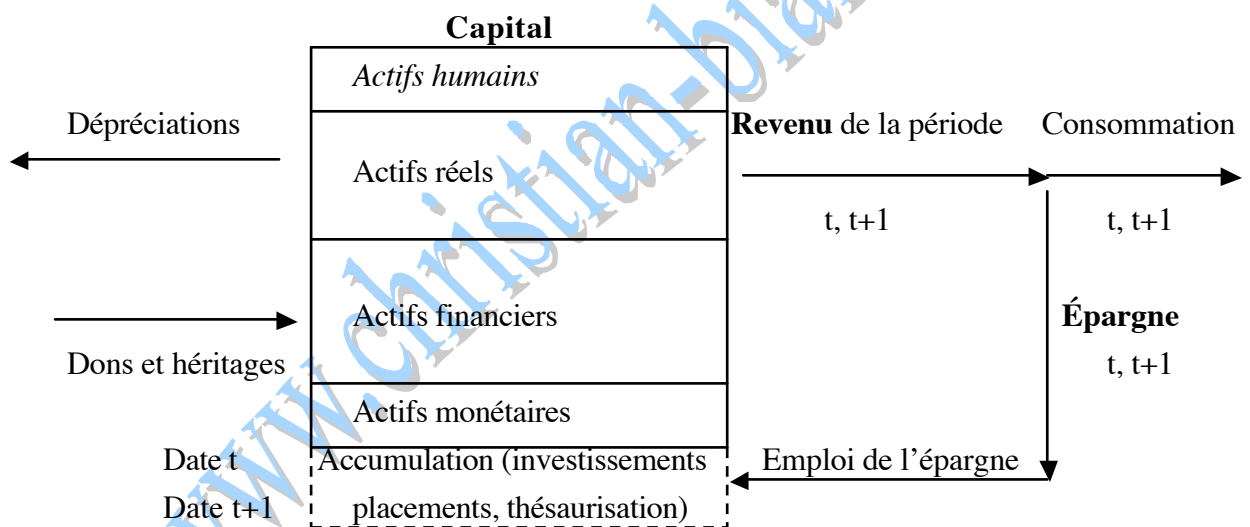 Capital
Actifs humains
Dépréciations
Revenu de la période
Consommation
Actifs réels
t, t+1
t, t+1
Actifs financiers
Épargne
Dons et héritages
t, t+1
Actifs monétaires
Date t
Accumulation (investissements
Emploi de l’épargne
Date t+1
placements, thésaurisation)
www.christian-bia